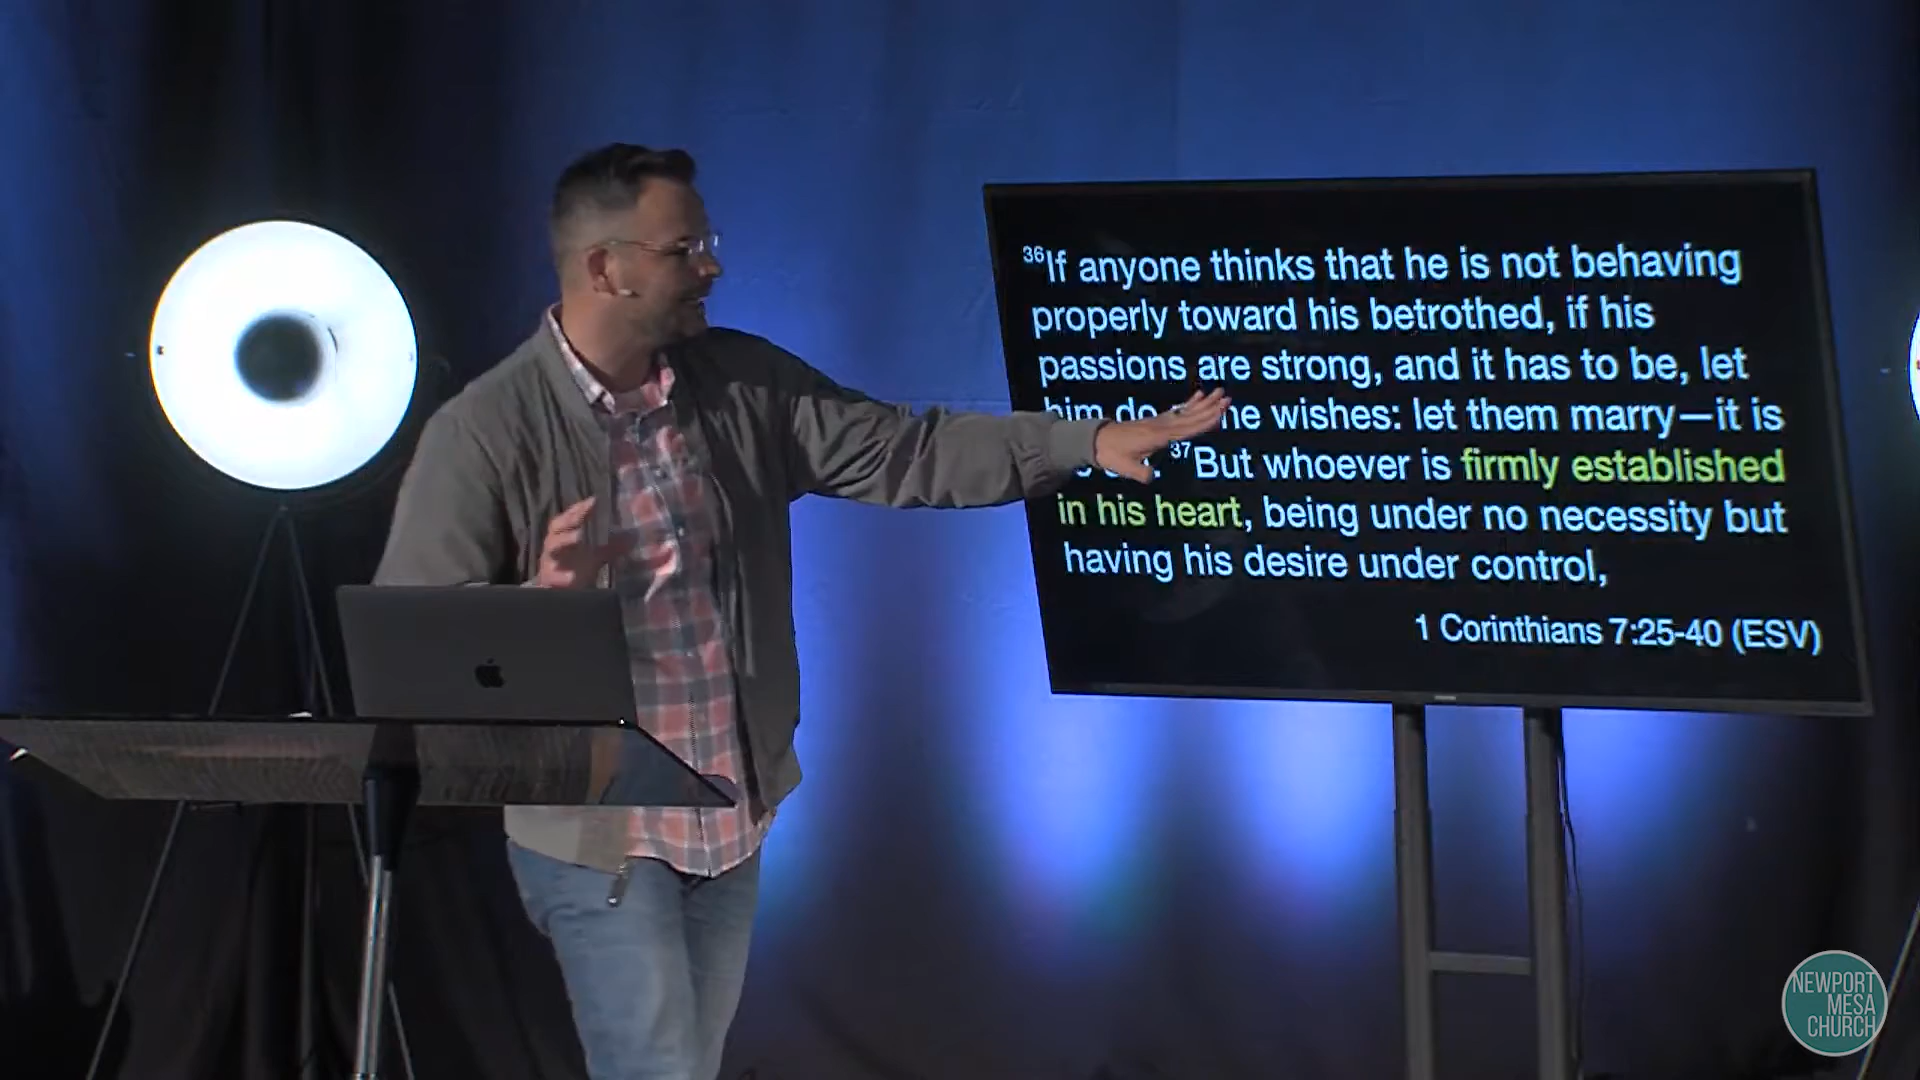 36If anyone thinks that he is not behaving
properly toward his betrothed, if his
passions are strong, and it has to be, let
him do he wishes: let them marry—it is
37But whoever is firmly established
in his heart, being under no necessity but
having his desire under control,
1 Corinthians 7:25-40 (ESV)
NEWPORT
MESA
CHURCH